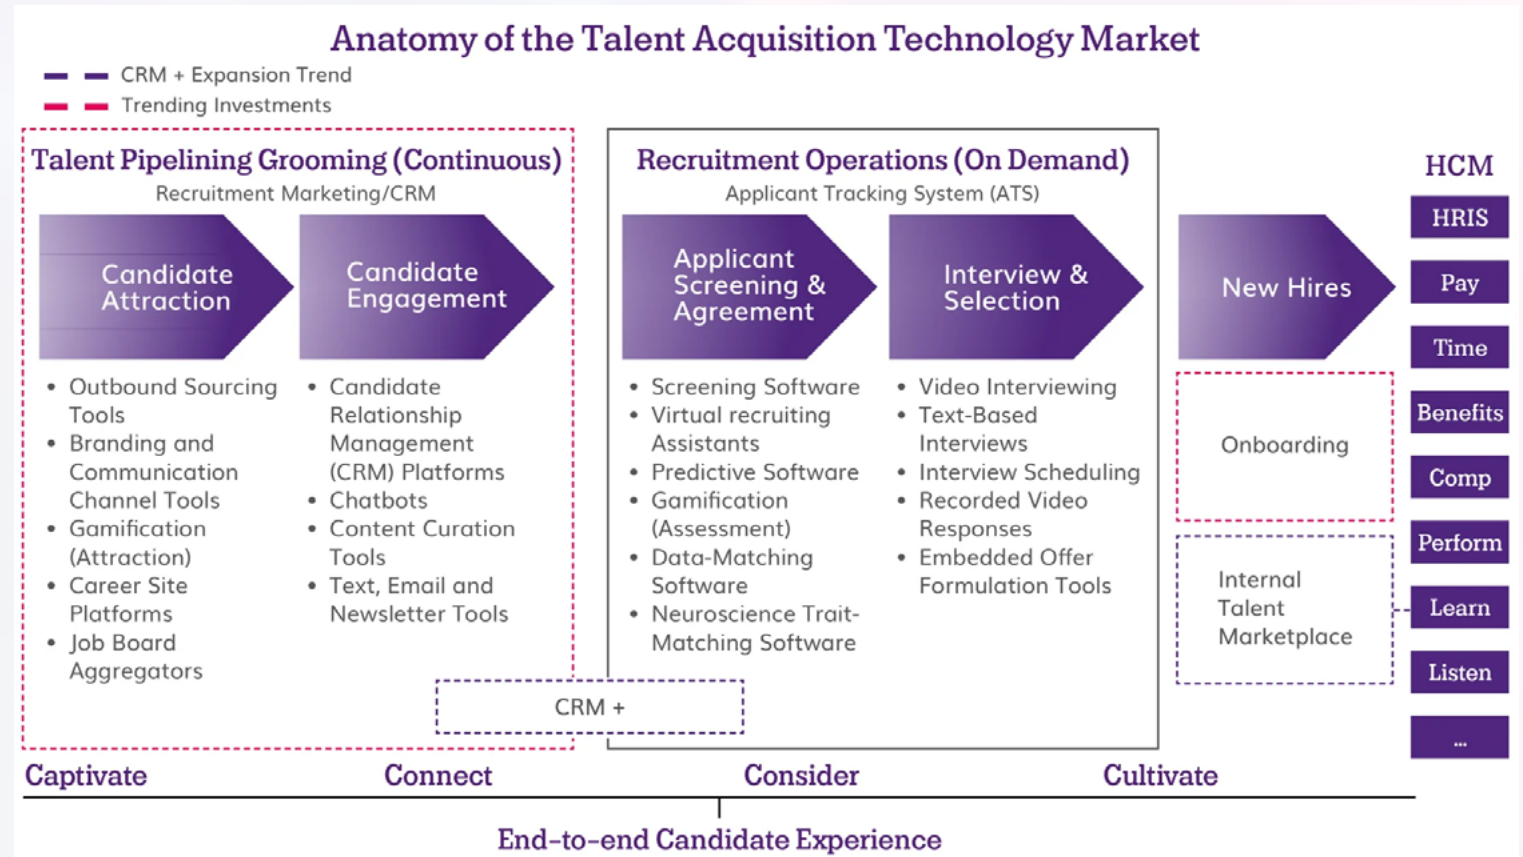 Anatomy of the Talent Acquisition Technology Market
CRM + Expansion Trend
Trending Investments
Talent Pipelining Grooming (Continuous)
Recruitment Marketing/CRM
Candidate
Attraction
• Outbound Sourcing
Tools
• Branding and
Communication
Channel Tools
• Gamification
(Attraction)
• Career Site
Platforms
• Job Board
Aggregators
Candidate
Engagement
• Candidate
Relationship
Management
(CRM) Platforms
• Chatbots
• Content Curation
Tools
• Text, Email and
Newsletter Tools
CRM +
Recruitment Operations (On Demand)
Applicant Tracking System (ATS)
Applicant
Screening &
Agreement
• Screening Software
• Virtual recruiting
Assistants
• Predictive Software
• Gamification
(Assessment)
• Data-Matching
Software
• Neuroscience Trait-
Matching Software
Interview &
Selection
• Video Interviewing
• Text-Based
Interviews
• Interview Scheduling
• Recorded Video
Responses
• Embedded Offer
Formulation Tools
New Hires
Onboarding
Internal
Talent
Marketplace
HCM
HRIS
Pay
Time
Benefits
Comp
Perform
Learn
Listen
...
Captivate
Connect
Consider
Cultivate
End-to-end Candidate Experience